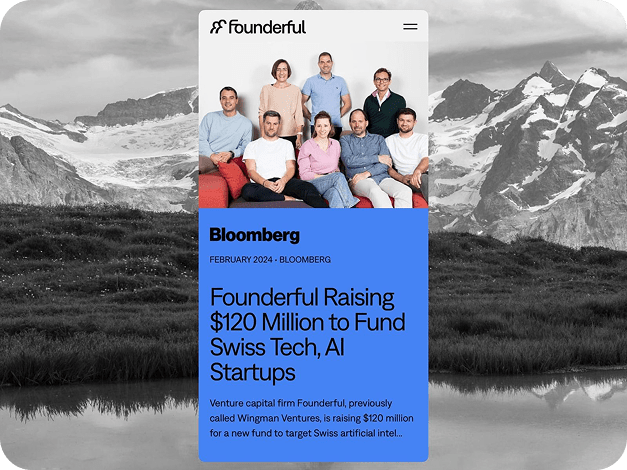 Founderful
Bloomberg
FEBRUARY 2024 • BLOOMBERG
Founderful Raising
$120 Million to Fund
Swiss Tech, AI
Startups
Venture capital firm Founderful, previously
called Wingman Ventures, is raising $120 million
for a new fund to target Swiss artificial intel...